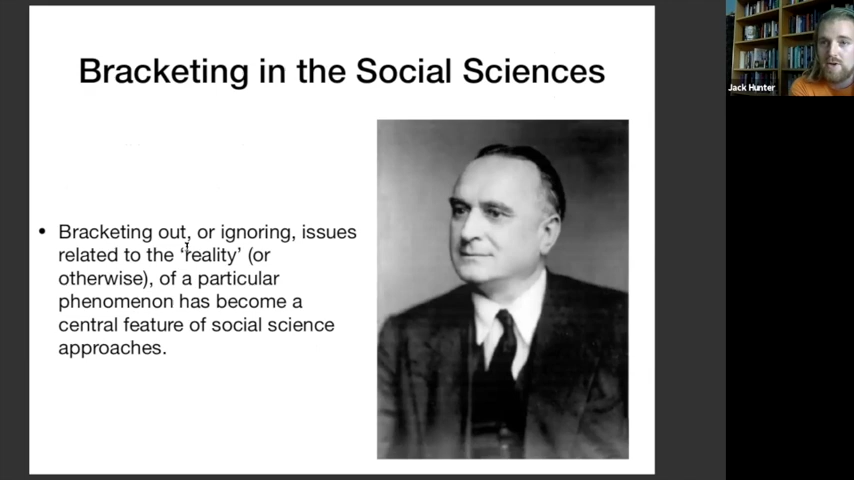 Bracketing in the Social Sciences
Jack Hunter
• Bracketing out, or ignoring, issues
related to the ‘reality’ (or
otherwise), of a particular
phenomenon has become a
central feature of social science
approaches.